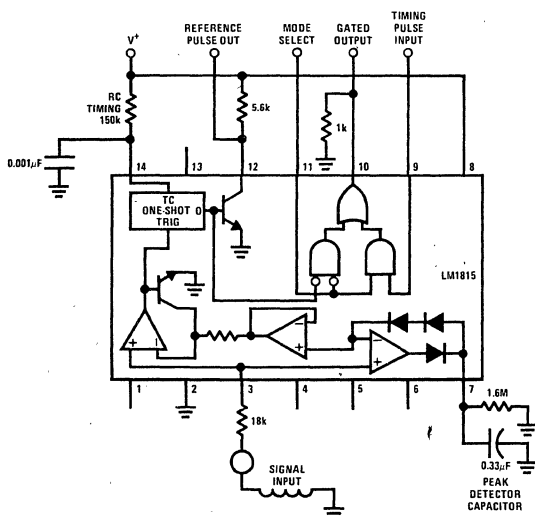 REFERENCE MODE GATED TIMING
V+ PULSE OUT SELECT OUTPUT PULSE
INPUT
RC
TIMING
150k
5.6k
1k
0.001μF
14 13 12 11 10 9 8
TC
ONE-SHOT O
TRIG
LM1815
+ −
−
+
−
+
1 2 3 4 5 6 7
18k
1.6M
SIGNAL
INPUT
0.33μF
PEAK
DETECTOR
CAPACITOR